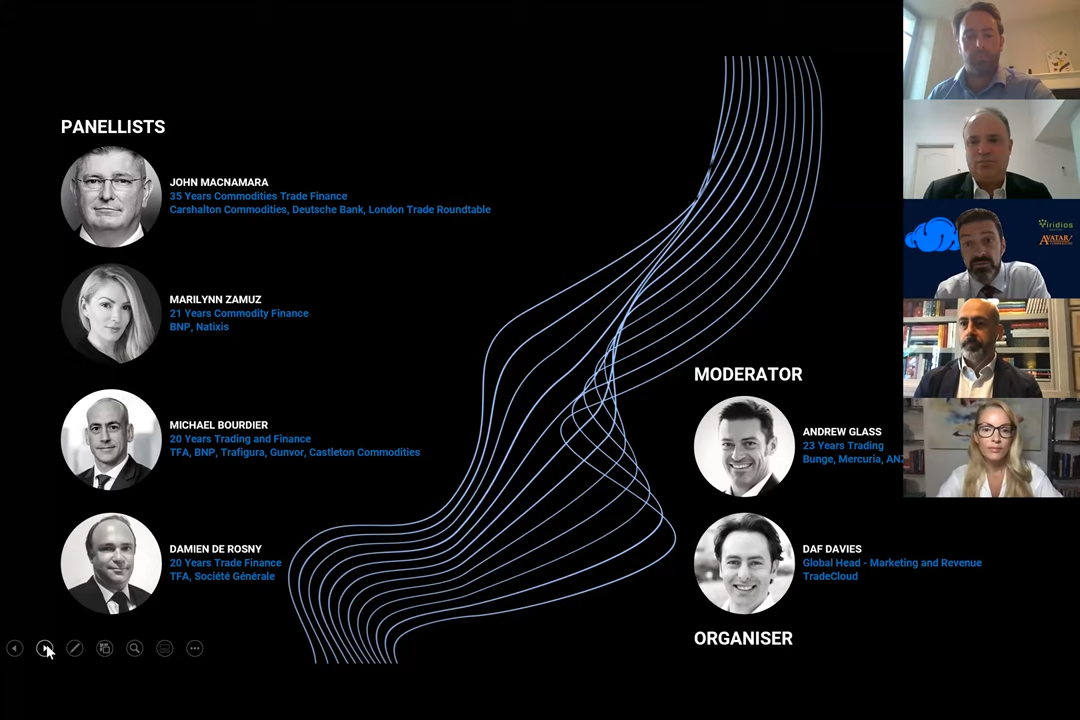 PANELLISTS
JOHN MACNAMARA
35 Years Commodities Trade Finance
Carshalton Commodities, Deutsche Bank, London Trade Roundtable
MARILYNN ZAMUZ
21 Years Commodity Finance
BNP, Natixis
MICHAEL BOURDIER
20 Years Trading and Finance
TFA, BNP, Trafigura, Gunvor, Castleton Commodities
DAMIEN DE ROSNY
20 Years Trade Finance
TFA, Société Générale
MODERATOR
ANDREW GLASS
23 Years Trading
Bunge, Mercuria, ANZ
DAF DAVIES
Global Head - Marketing and Revenue
TradeCloud
ORGANISER
Viridios
AVATAR